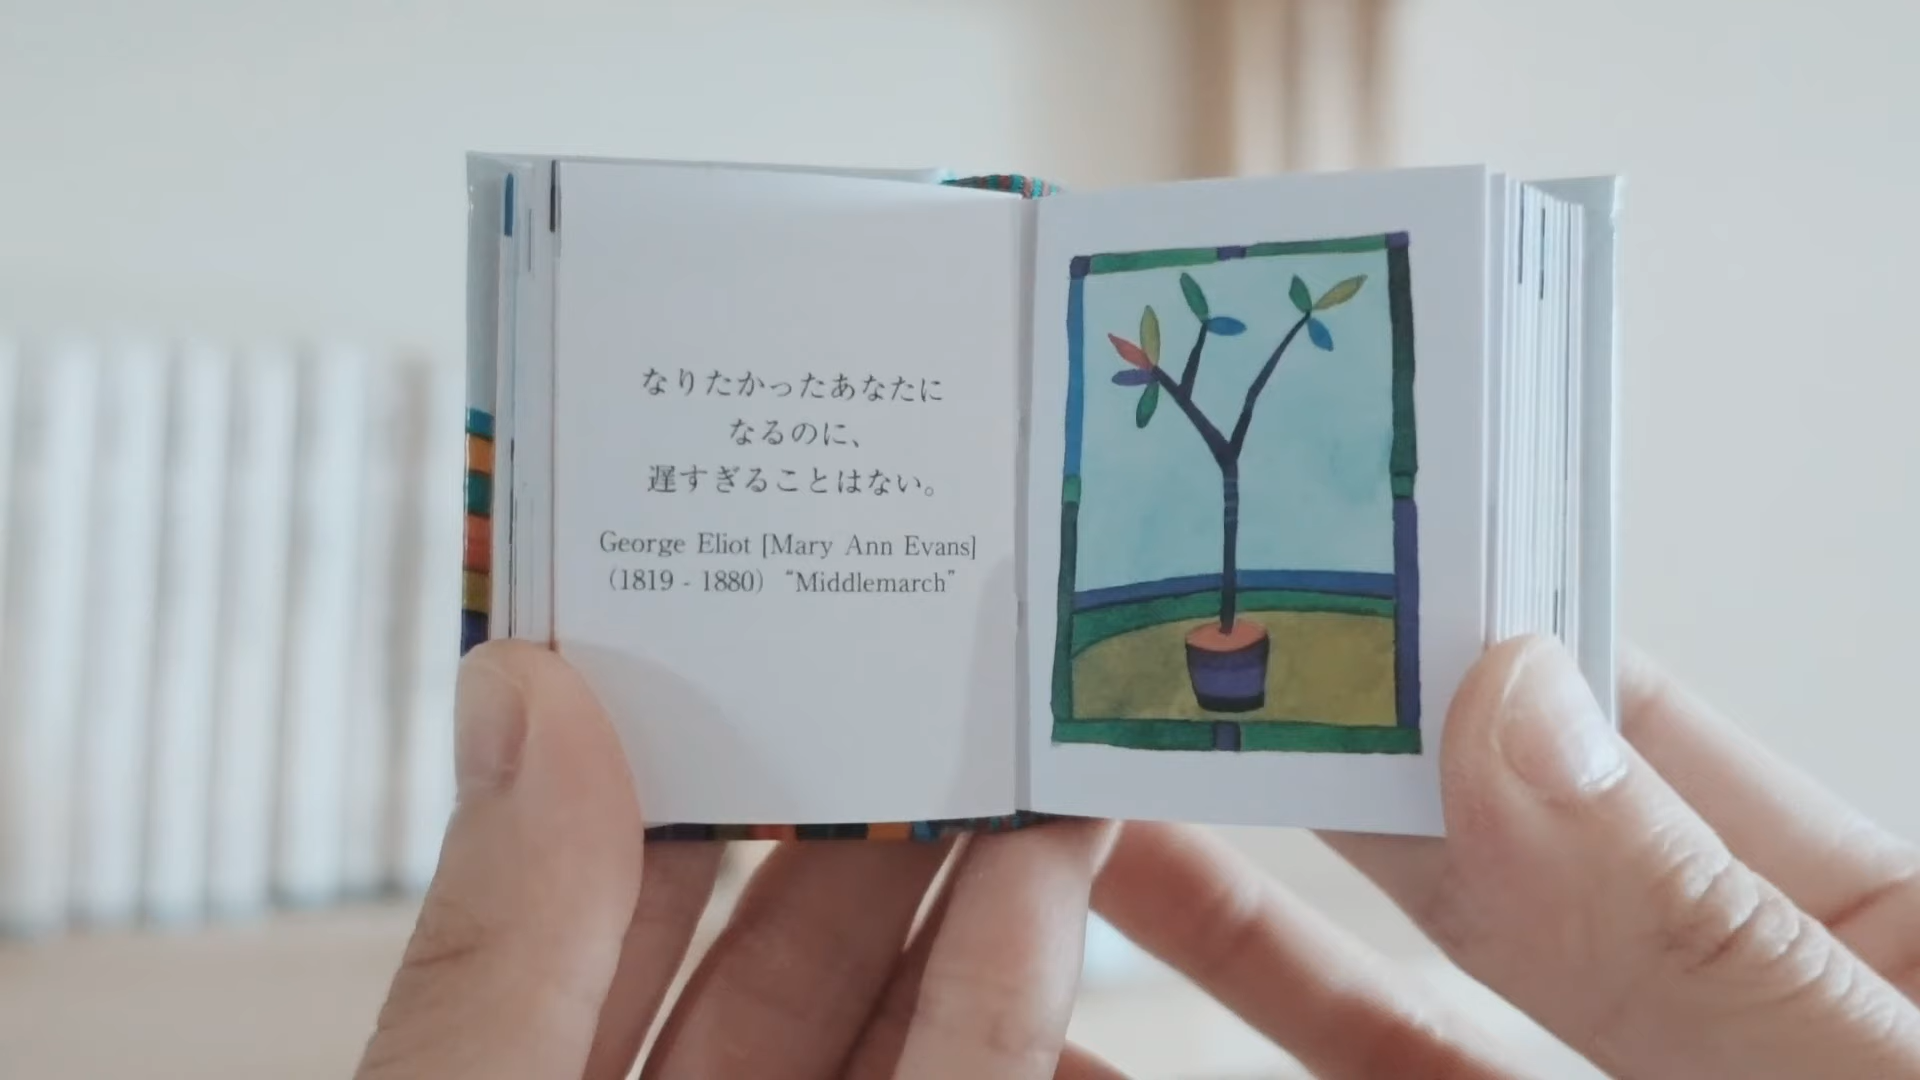 なりたかったあなたに
なるのに、
遅すぎることはない。
George Eliot [Mary Ann Evans]
（1819 - 1880） “Middlemarch”